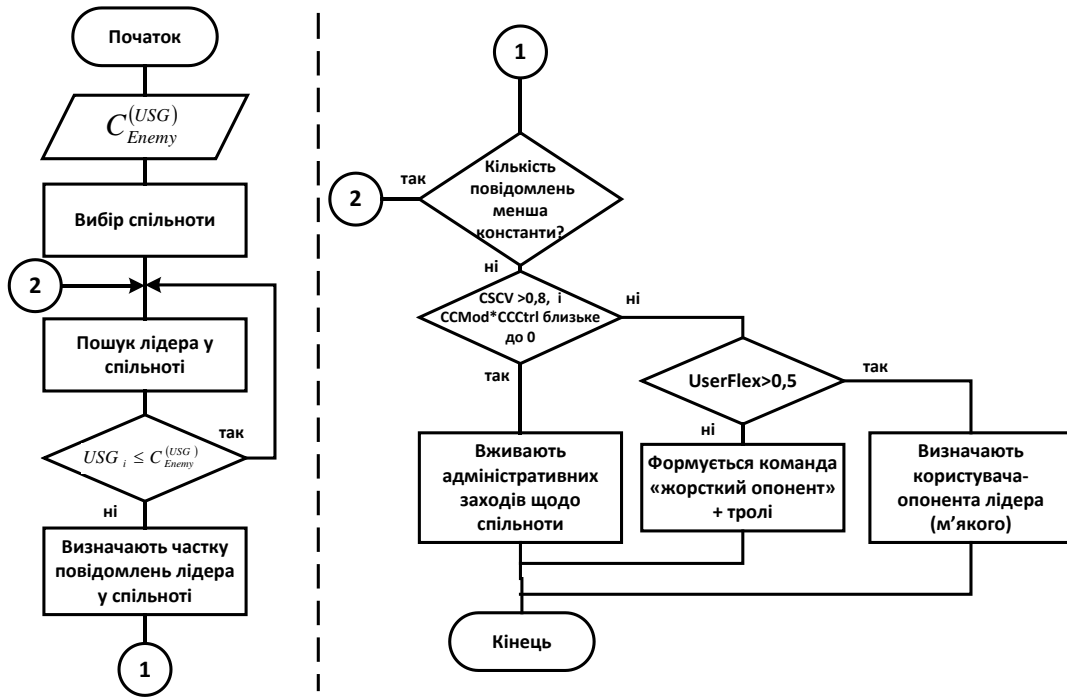 Початок
C_{Enemy}^{(USG)}
Вибір спільноти
2
Пошук лідера у
спільноті
USG_i ≤ C_{Enemy}^{(USG)}
так
ні
Визначають частку
повідомлень лідера
у спільноті
1
1
Кількість
повідомлень
менша
константи?
так
2
ні
CSCV >0,8, і
CCMod*CCCtrl близьке
до 0
ні
так
UserFlex>0,5
так
ні
Вживають
адміністративних
заходів щодо
спільноти
Формується команда
«жорсткий опонент»
+ тролі
Визначають
користувача-
опонента лідера
(м’якого)
Кінець